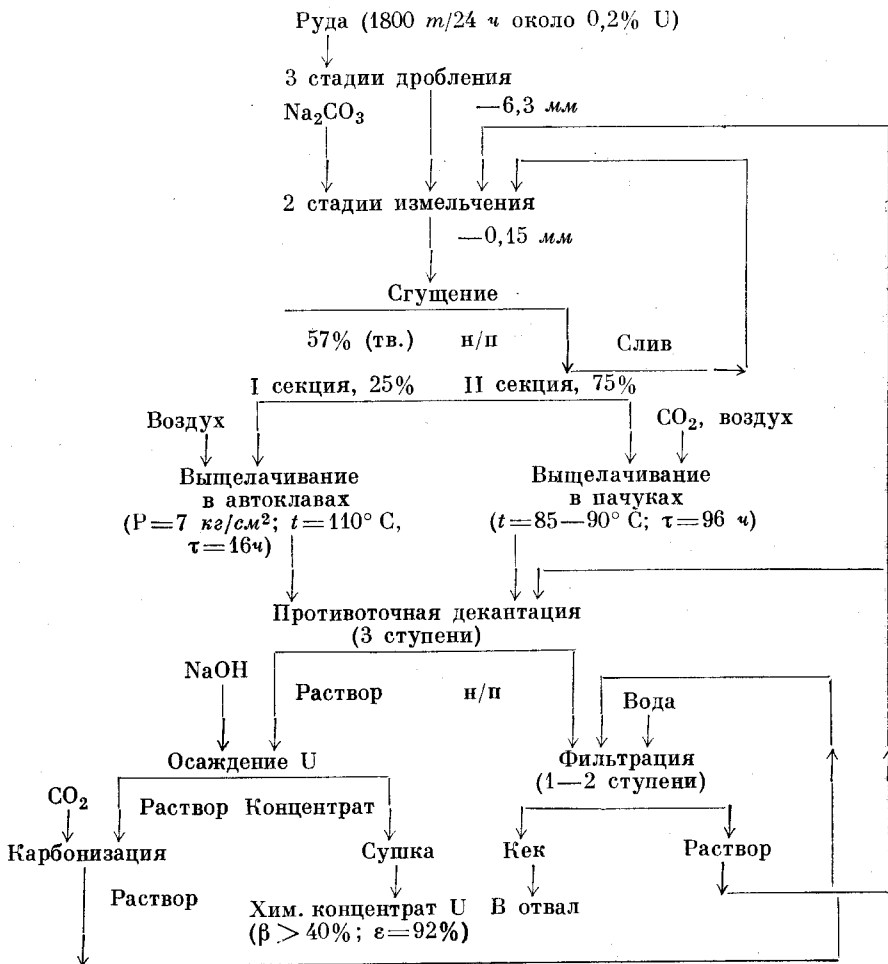 Руда (1800 т/24 ч около 0,2% U)
3 стадии дробления
Na₂CO₃
—6,3 мм
2 стадии измельчения
—0,15 мм
Сгущение
57% (тв.) н/п Слив
I секция, 25% II секция, 75%
Воздух CO₂, воздух
Выщелачивание Выщелачивание
в автоклавах в пачуках
(P=7 кг/см²; t=110° C, (t=85—90° C; τ=96 ч)
τ=16ч)
Противоточная декантация
(3 ступени)
NaOH
Раствор н/п
Вода
Осаждение U Фильтрация
(1—2 ступени)
CO₂
Раствор Концентрат
Карбонизация Сушка Кек Раствор
Раствор
Хим. концентрат U В отвал
(β > 40%; ε=92%)